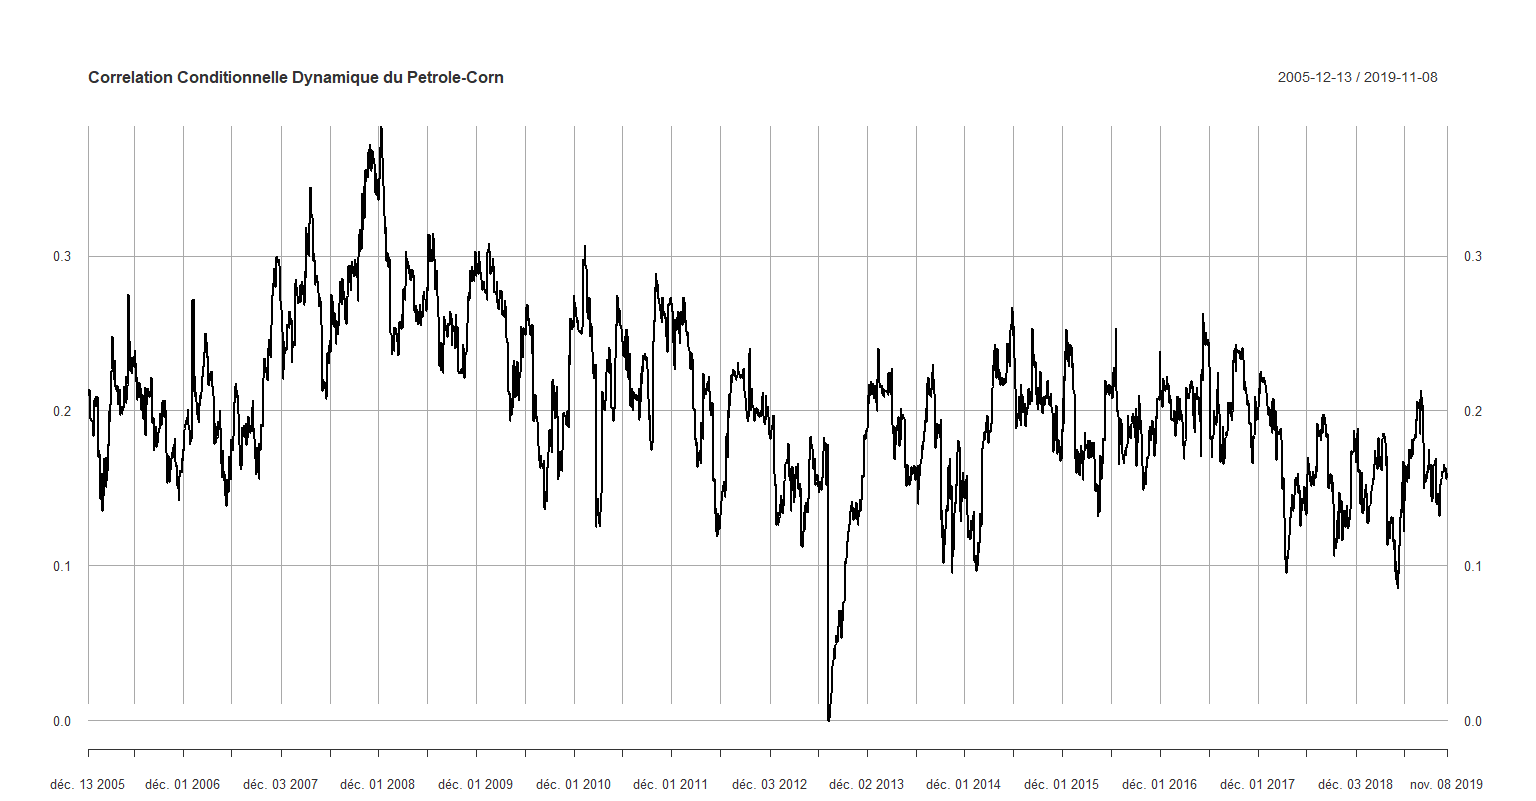 Correlation Conditionnelle Dynamique du Petrole-Corn 2005-12-13 / 2019-11-08
0.3 0.3
0.2 0.2
0.1 0.1
0.0 0.0
déc. 13 2005 déc. 01 2006 déc. 03 2007 déc. 01 2008 déc. 01 2009 déc. 01 2010 déc. 01 2011 déc. 03 2012 déc. 02 2013 déc. 01 2014 déc. 01 2015 déc. 01 2016 déc. 01 2017 déc. 03 2018 nov. 08 2019